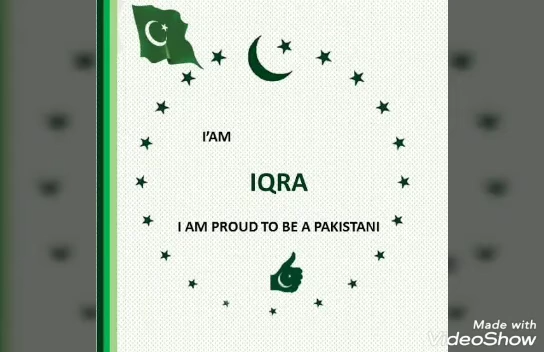 I'AM
IQRA
I AM PROUD TO BE A PAKISTANI
Made with
VideoShow